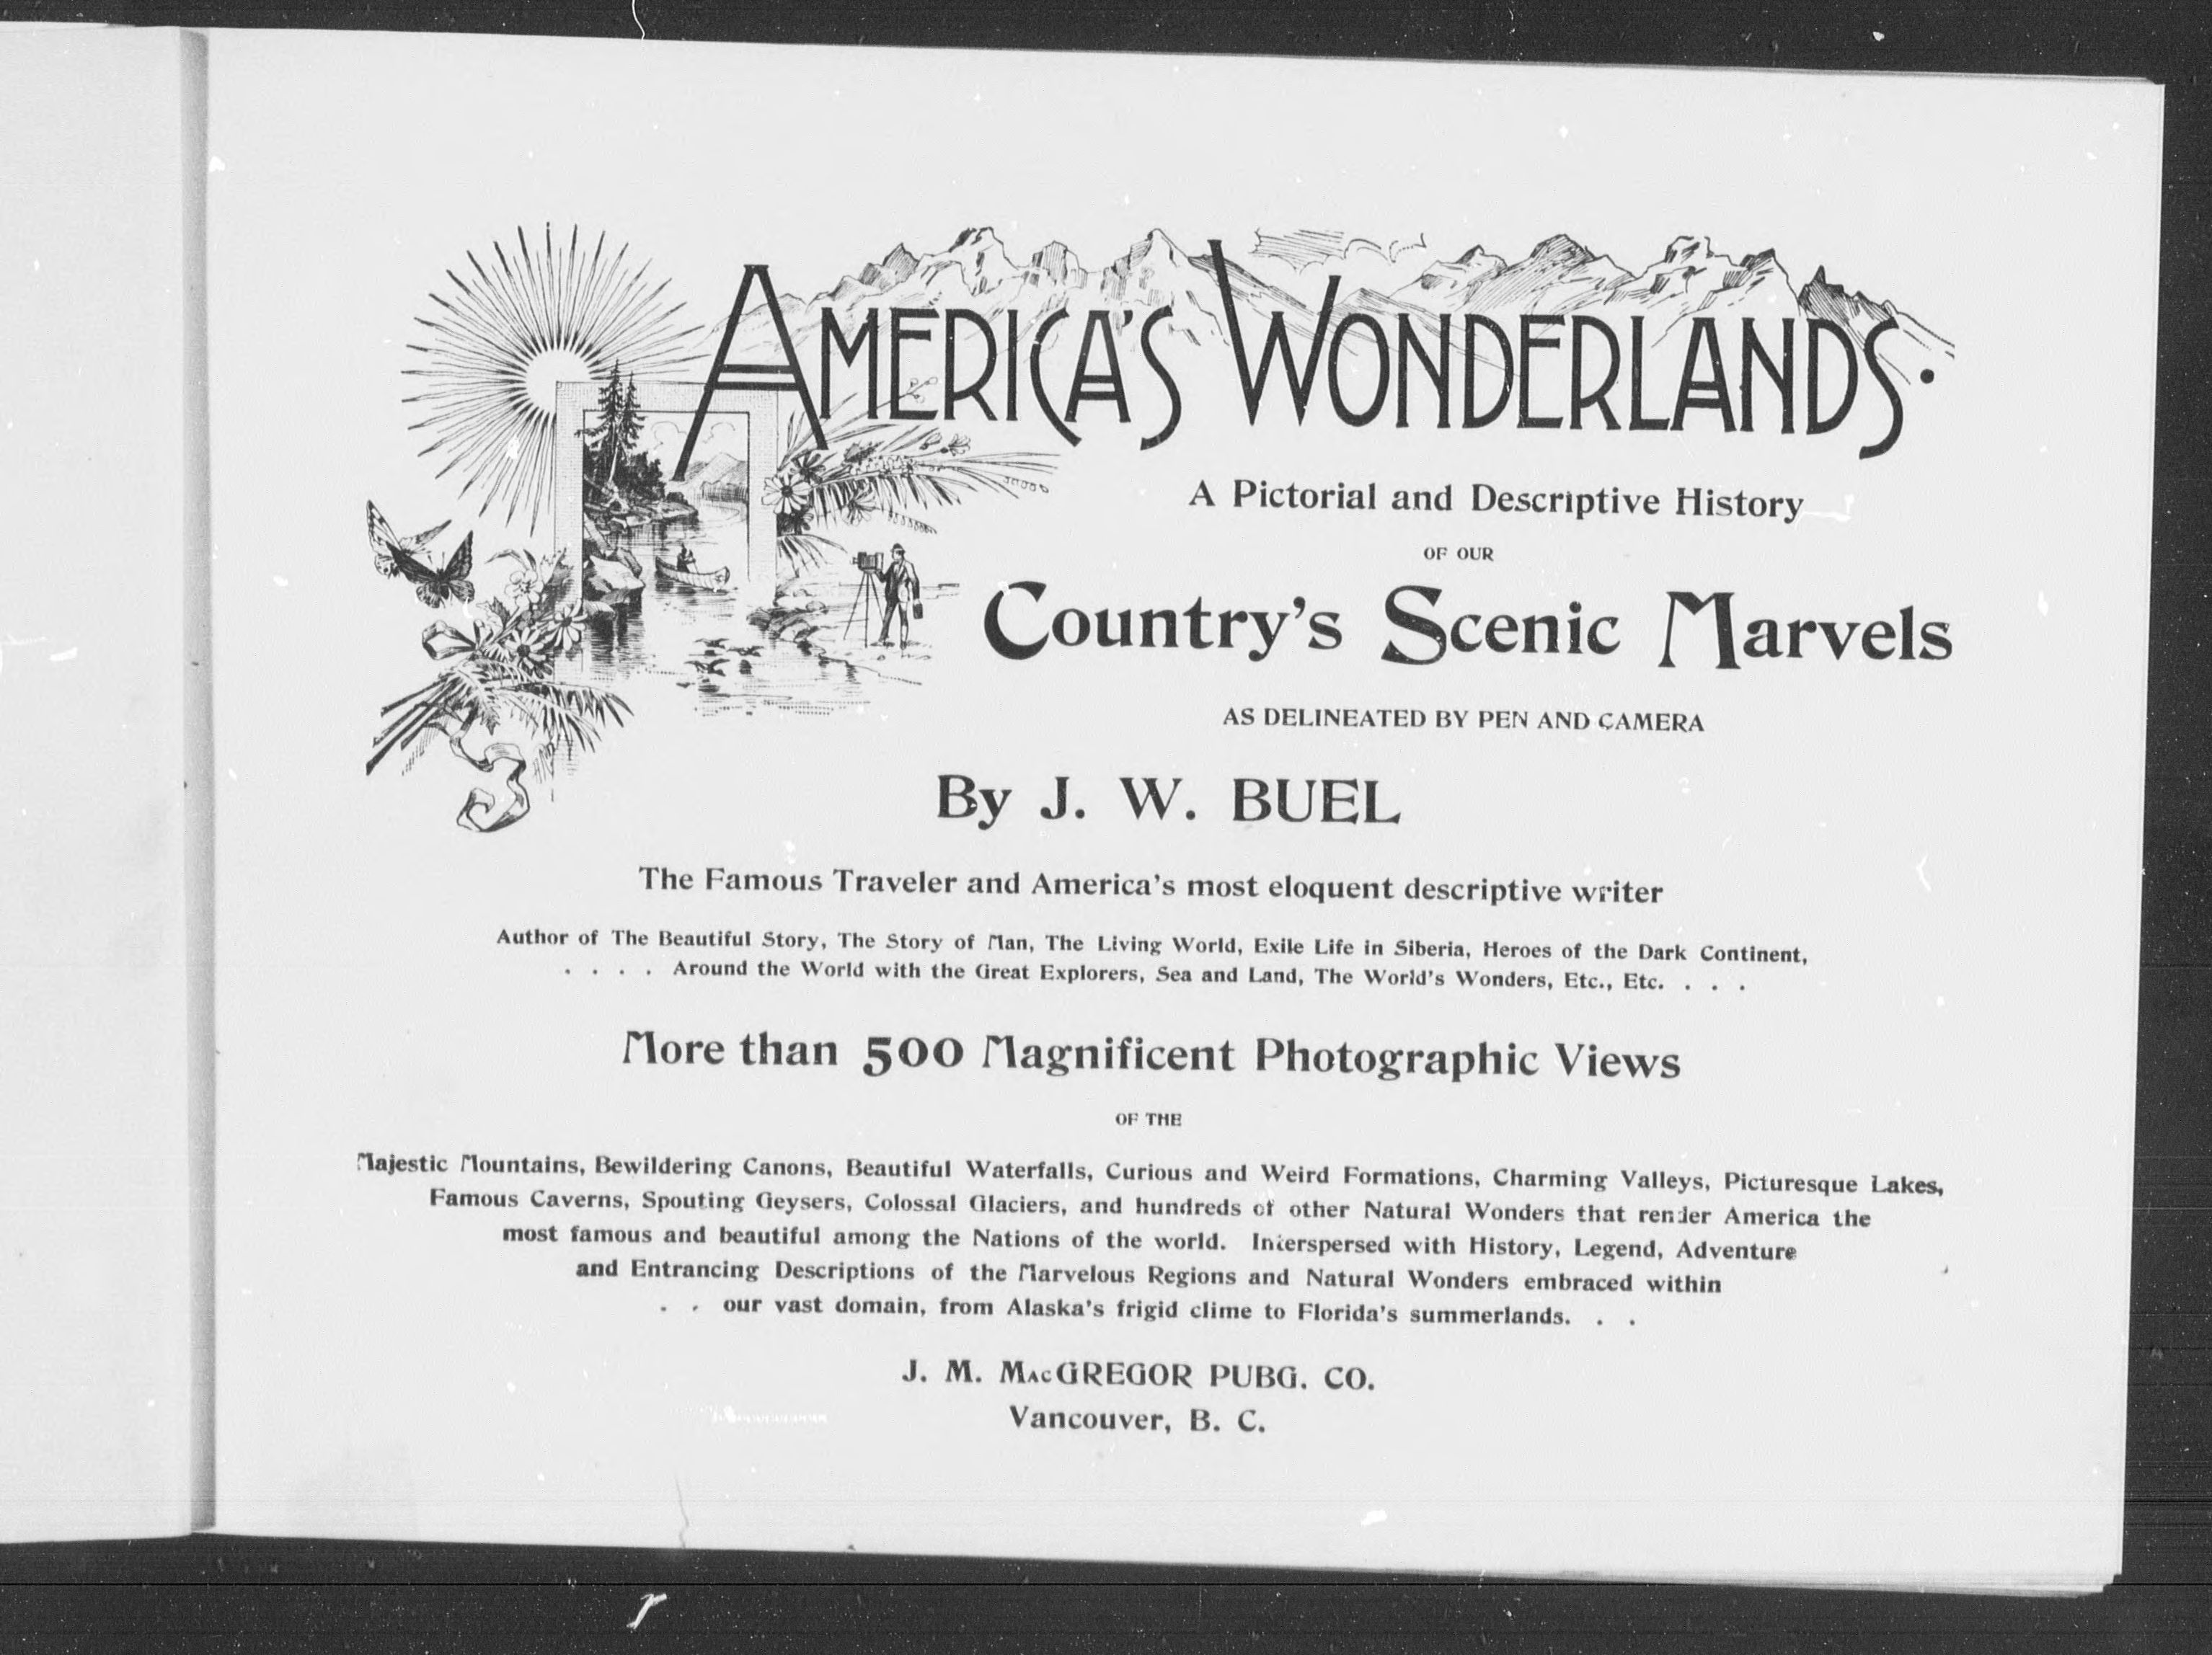 AMERICA'S WONDERLANDS.
A Pictorial and Descriptive History
OF OUR
Country's Scenic Marvels
AS DELINEATED BY PEN AND CAMERA
By J. W. BUEL
The Famous Traveler and America's most eloquent descriptive writer
Author of The Beautiful Story, The Story of Man, The Living World, Exile Life in Siberia, Heroes of the Dark Continent,
. . . . Around the World with the Great Explorers, Sea and Land, The World's Wonders, Etc., Etc. . . .
More than 500 Magnificent Photographic Views
OF THE
Majestic Mountains, Bewildering Canons, Beautiful Waterfalls, Curious and Weird Formations, Charming Valleys, Picturesque Lakes,
Famous Caverns, Spouting Geysers, Colossal Glaciers, and hundreds of other Natural Wonders that render America the
most famous and beautiful among the Nations of the world. Interspersed with History, Legend, Adventure
and Entrancing Descriptions of the Marvelous Regions and Natural Wonders embraced within
. . our vast domain, from Alaska's frigid clime to Florida's summerlands. . .
J. M. MacGREGOR PUBG. CO.
Vancouver, B. C.